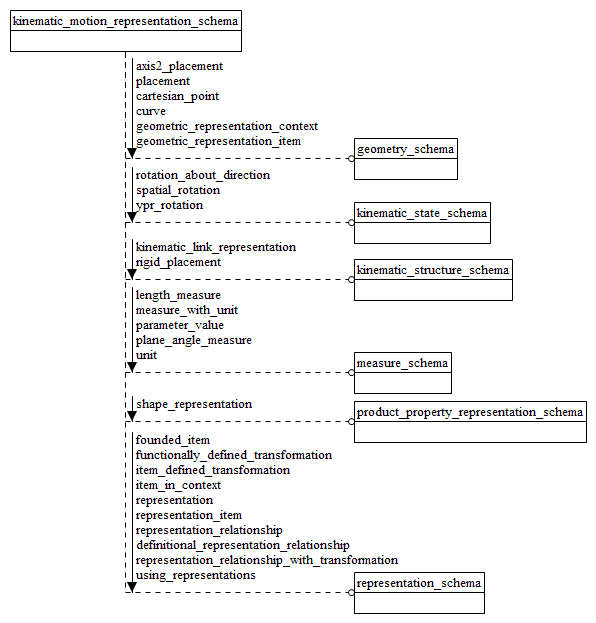 kinematic_motion_representation_schema
axis2_placement
placement
cartesian_point
curve
geometric_representation_context
geometric_representation_item
geometry_schema
rotation_about_direction
spatial_rotation
ypr_rotation
kinematic_state_schema
kinematic_link_representation
rigid_placement
kinematic_structure_schema
length_measure
measure_with_unit
parameter_value
plane_angle_measure
unit
measure_schema
shape_representation
product_property_representation_schema
founded_item
functionally_defined_transformation
item_defined_transformation
item_in_context
representation
representation_item
representation_relationship
definitional_representation_relationship
representation_relationship_with_transformation
using_representations
representation_schema